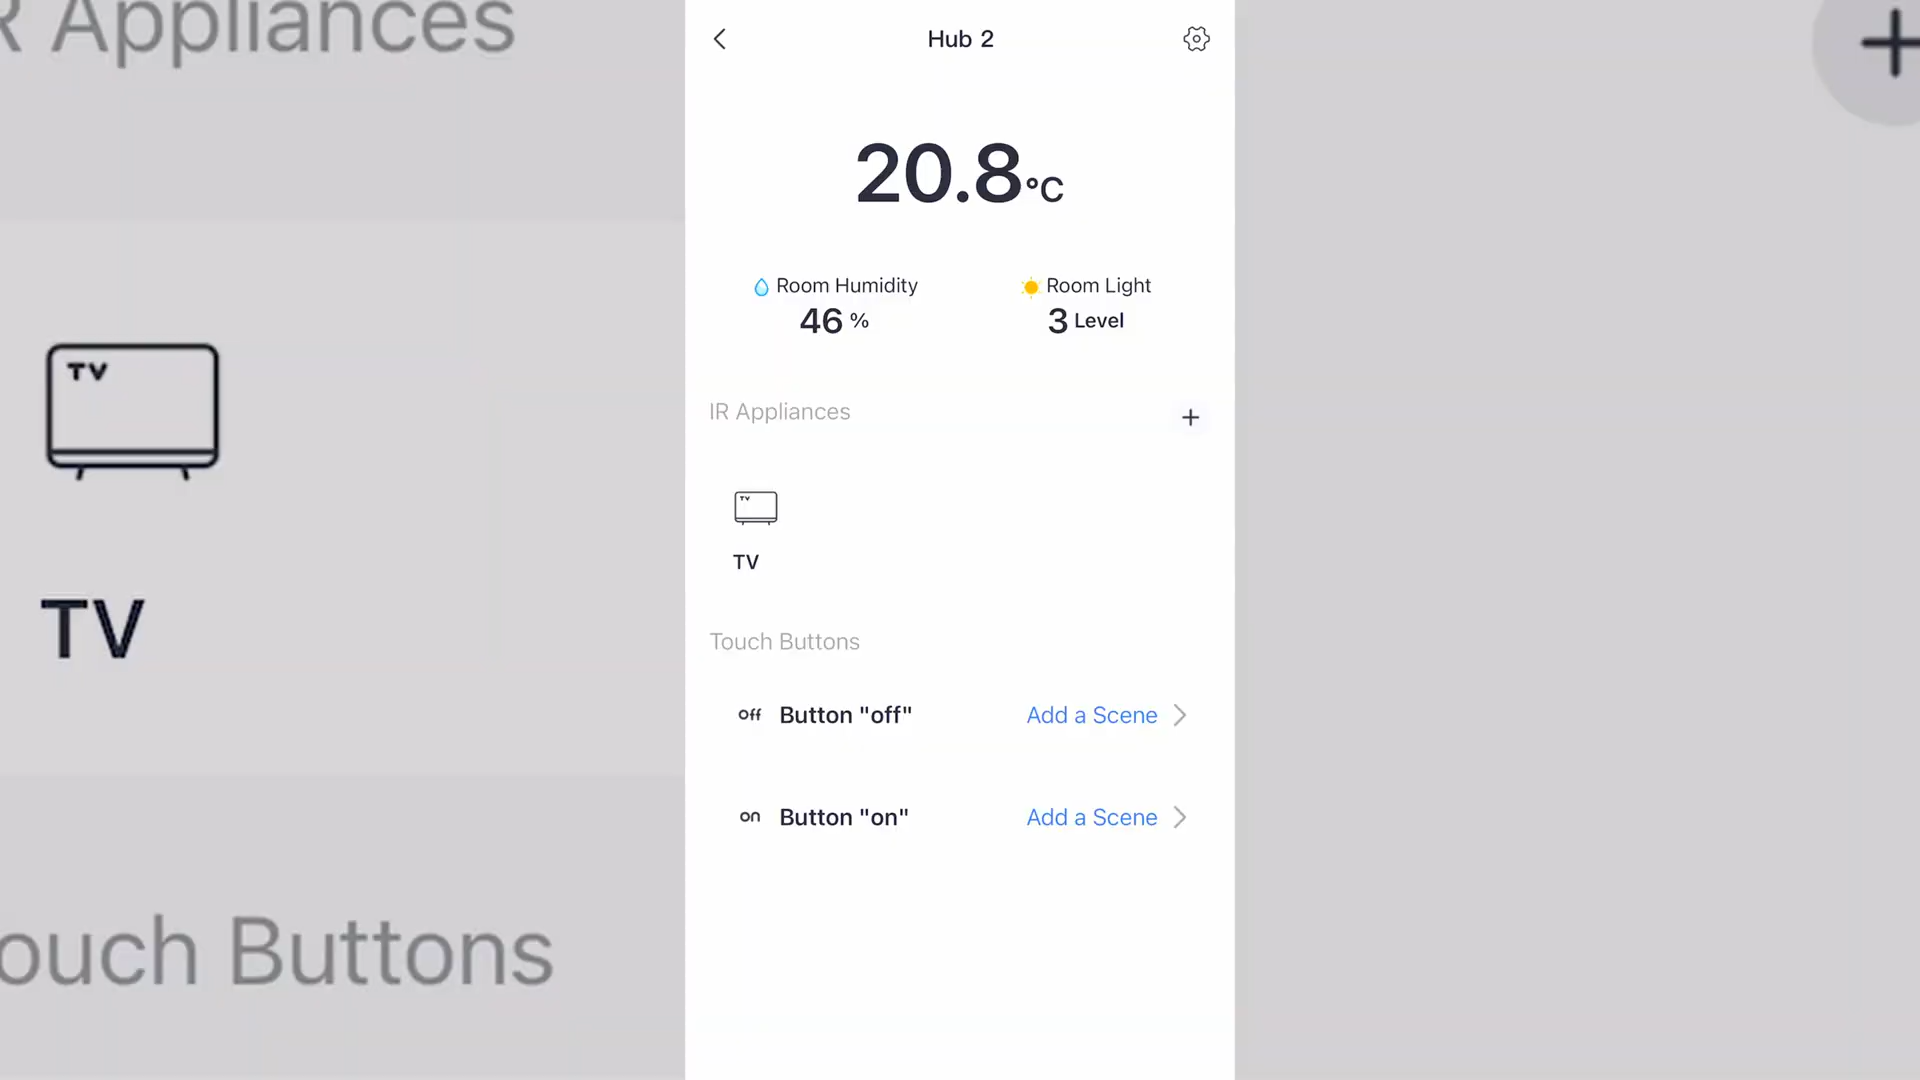 R Appliances
TV
TV
ouch Buttons
Hub 2
20.8°C
Room Humidity
46 %
Room Light
3 Level
IR Appliances
TV
TV
Touch Buttons
off Button "off" Add a Scene
on Button "on" Add a Scene